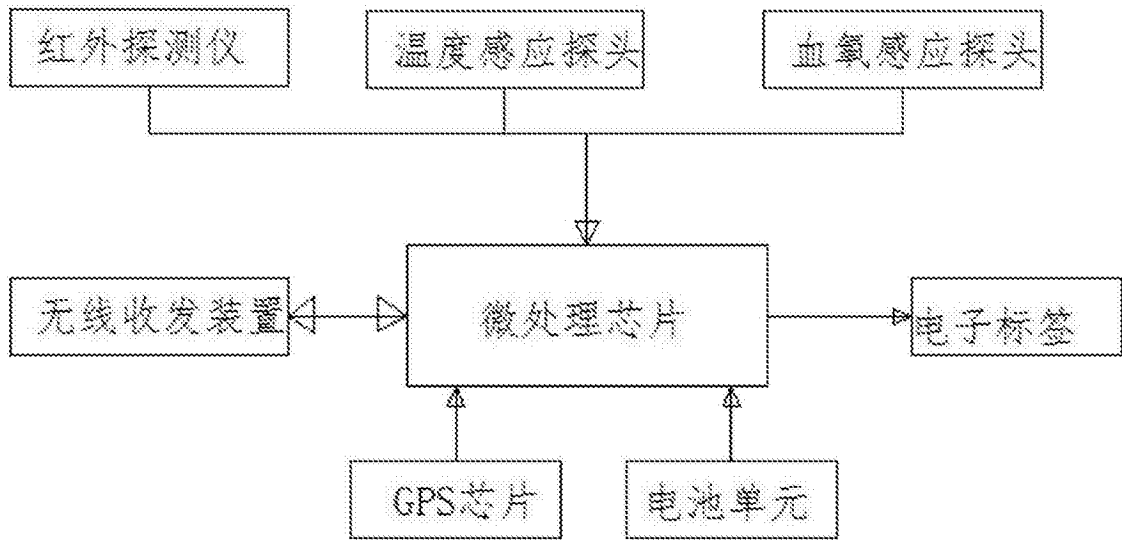 红外探测仪
温度感应探头
血氧感应探头
无线收发装置
微处理芯片
电子标签
GPS芯片
电池单元